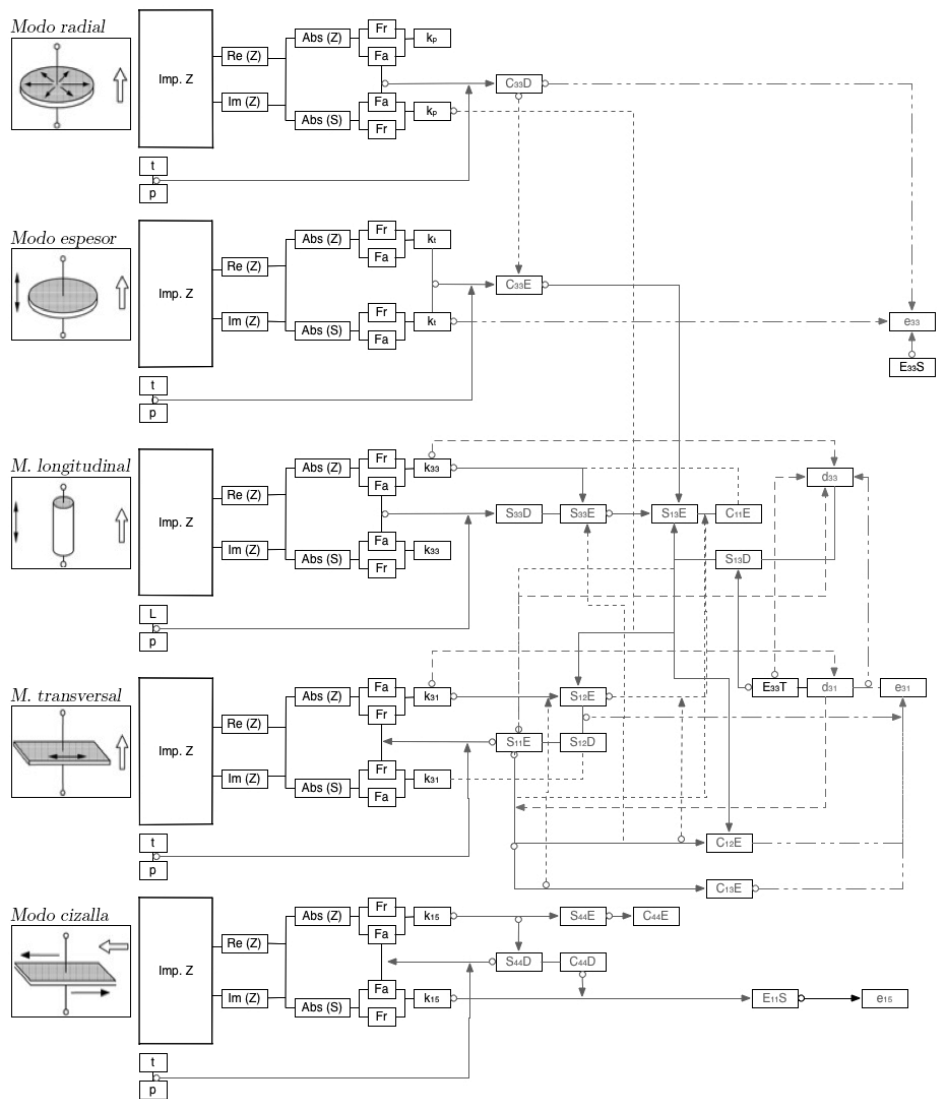 Modo radial
Imp. Z
Re (Z)
Im (Z)
Abs (Z)
Abs (S)
Fr
Fa
Fa
Fr
kp
kp
C33D
t
p
Modo espesor
Imp. Z
Re (Z)
Im (Z)
Abs (Z)
Abs (S)
Fr
Fa
Fr
Fa
kt
kt
C33E
e33
E33S
t
p
M. longitudinal
Imp. Z
Re (Z)
Im (Z)
Abs (Z)
Abs (S)
Fr
Fa
Fa
Fr
k33
k33
S33D
S33E
S13E
C11E
d33
S13D
L
p
M. transversal
Imp. Z
Re (Z)
Im (Z)
Abs (Z)
Abs (S)
Fa
Fr
Fr
Fa
k31
k31
S12E
E33T
d31
e31
S11E
S12D
C12E
C13E
t
p
Modo cizalla
Imp. Z
Re (Z)
Im (Z)
Abs (Z)
Abs (S)
Fr
Fa
Fa
Fr
k15
k15
S44E
C44E
S44D
C44D
E11S
e15
t
p